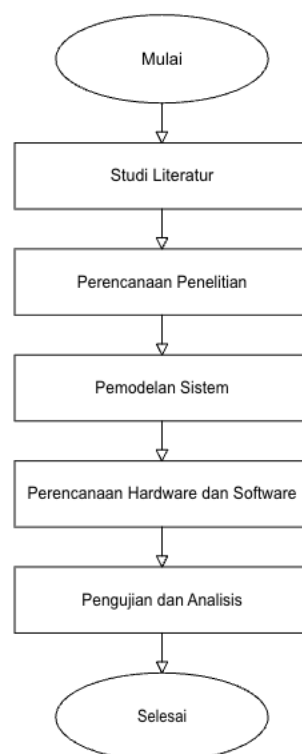 Mulai
Studi Literatur
Perencanaan Penelitian
Pemodelan Sistem
Perencanaan Hardware dan Software
Pengujian dan Analisis
Selesai